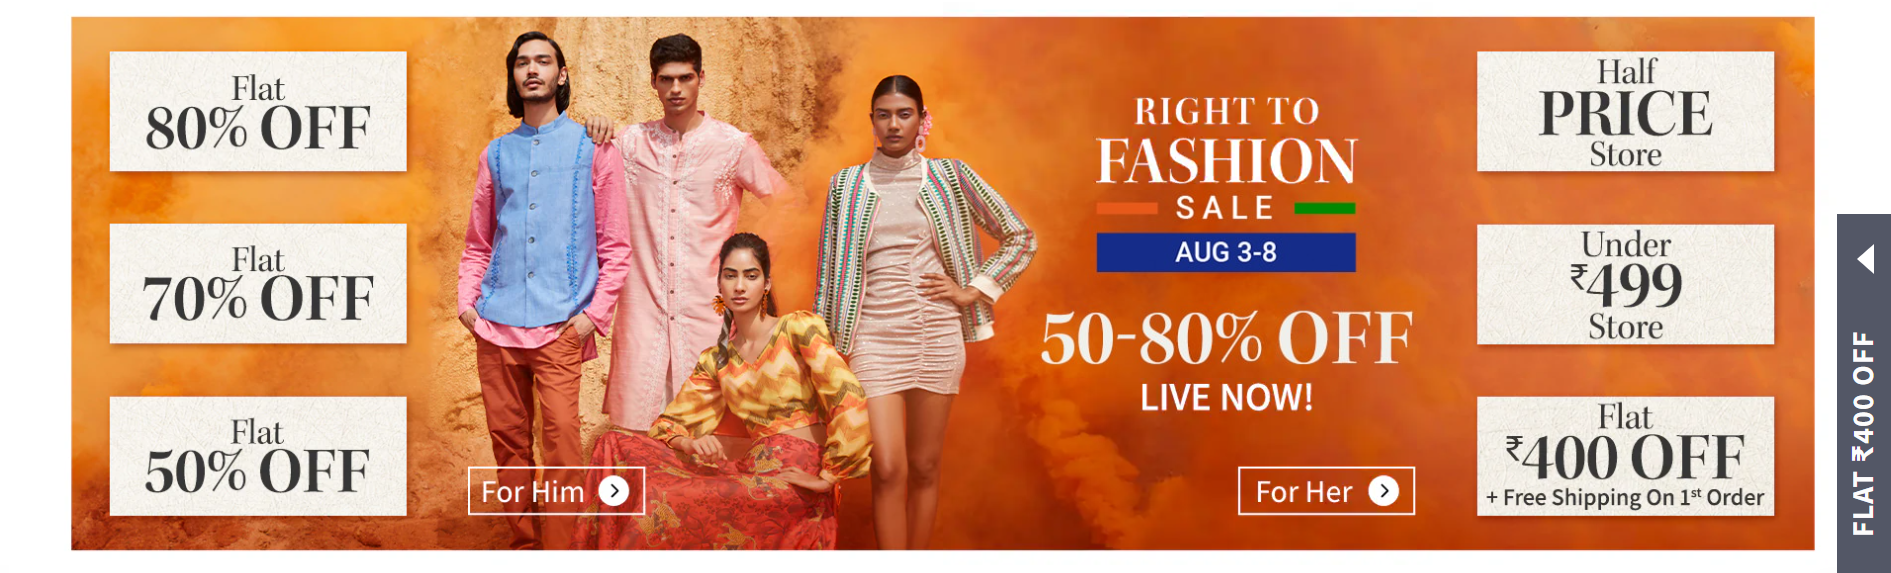 Flat
80% OFF
Flat
70% OFF
Flat
50% OFF
For Him
RIGHT TO
FASHION
SALE
AUG 3-8
50-80% OFF
LIVE NOW!
For Her
Half
PRICE
Store
Under
₹499
Store
Flat
₹400 OFF
+ Free Shipping On 1st Order
FLAT ₹400 OFF